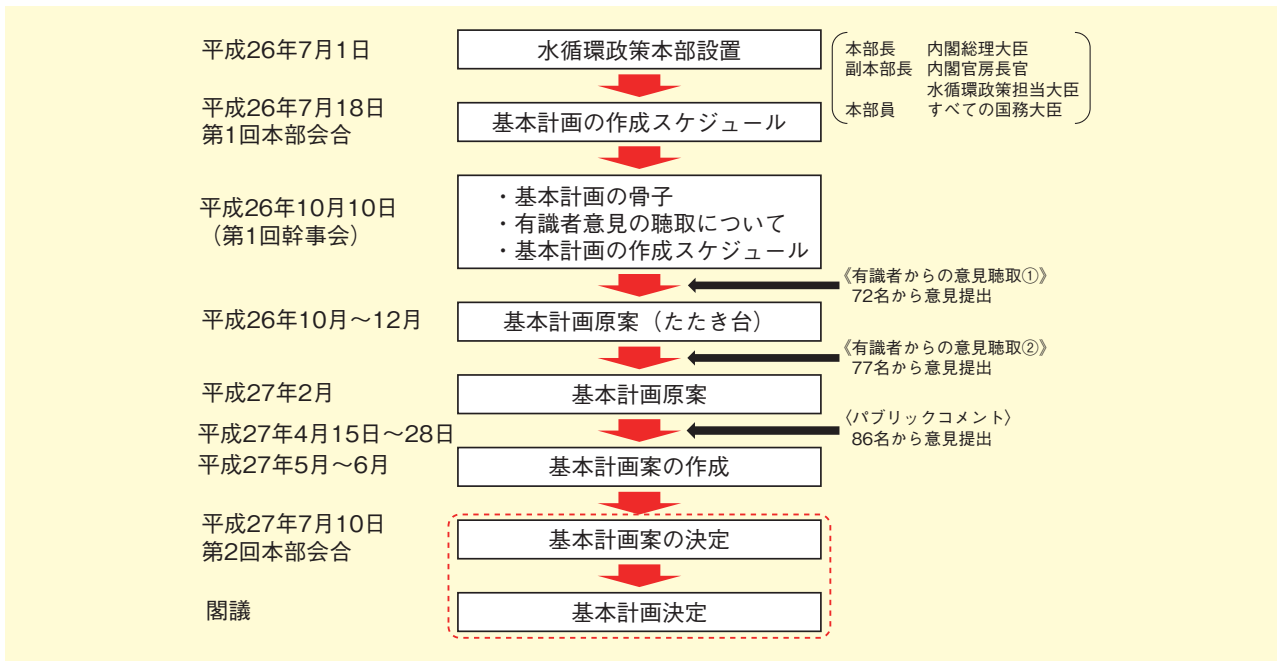 平成26年7月1日
水循環政策本部設置
本部長 内閣総理大臣
副本部長 内閣官房長官
水循環政策担当大臣
本部員 すべての国務大臣
平成26年7月18日
第1回本部会合
基本計画の作成スケジュール
平成26年10月10日
（第1回幹事会）
・基本計画の骨子
・有識者意見の聴取について
・基本計画の作成スケジュール
《有識者からの意見聴取①》
72名から意見提出
平成26年10月～12月
基本計画原案（たたき台）
《有識者からの意見聴取②》
77名から意見提出
平成27年2月
基本計画原案
〈パブリックコメント〉
86名から意見提出
平成27年4月15日～28日
平成27年5月～6月
基本計画案の作成
平成27年7月10日
第2回本部会合
基本計画案の決定
閣議
基本計画決定